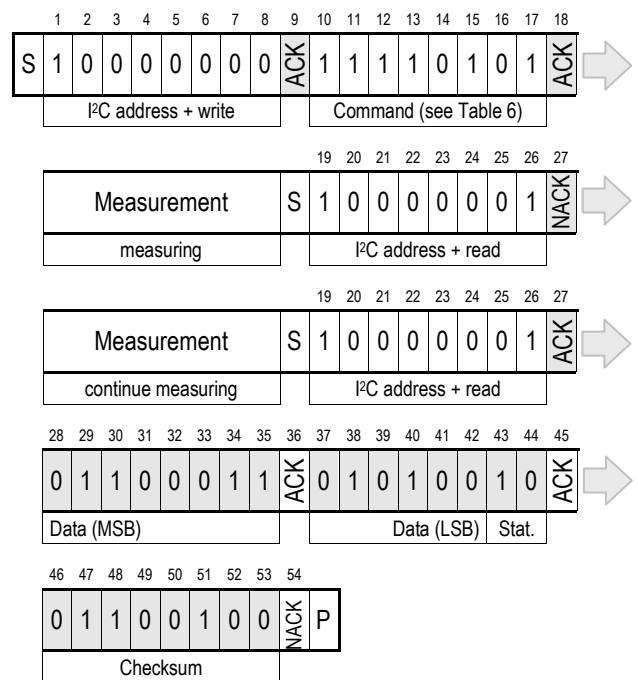 1 2 3 4 5 6 7 8 9 10 11 12 13 14 15 16 17 18
S 1 0 0 0 0 0 0 0 ACK 1 1 1 1 0 1 0 1 ACK
I²C address + write Command (see Table 6)
19 20 21 22 23 24 25 26 27
Measurement S 1 0 0 0 0 0 0 1 NACK
measuring I²C address + read
19 20 21 22 23 24 25 26 27
Measurement S 1 0 0 0 0 0 0 1 ACK
continue measuring I²C address + read
28 29 30 31 32 33 34 35 36 37 38 39 40 41 42 43 44 45
0 1 1 0 0 0 1 1 ACK 0 1 0 1 0 0 1 0 ACK
Data (MSB) Data (LSB) Stat.
46 47 48 49 50 51 52 53 54
0 1 1 0 0 1 0 0 NACK P
Checksum